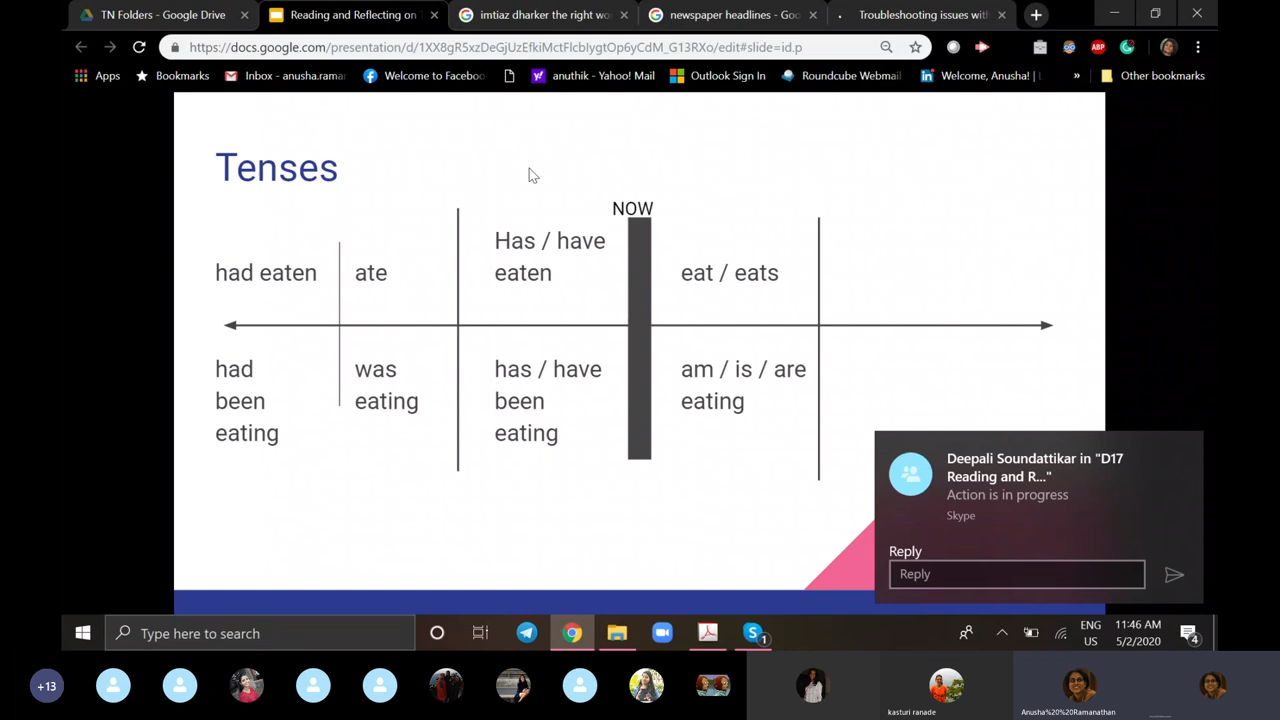 TN Folders - Google Drive
Reading and Reflecting on T
imtiaz dharker the right wo
newspaper headlines - Goo
Troubleshooting issues with
https://docs.google.com/presentation/d/1XX8gR5xzDeGjUzEfkiMctFlcbIygtOp6yCdM_G13RXo/edit#slide=id.p
ABP
Apps
Bookmarks
Inbox - anusha.ramar
Welcome to Faceboo
anuthik - Yahoo! Mail
Outlook Sign In
Roundcube Webmail
Welcome, Anusha! | L
»
Other bookmarks
Tenses
NOW
had eaten
ate
Has / have
eaten
eat / eats
had
been
eating
was
eating
has / have
been
eating
am / is / are
eating
Deepali Soundattikar in "D17
Reading and R..."
Action is in progress
Skype
Reply
Reply
Type here to search
1
ENG
US
11:46 AM
5/2/2020
4
+13
kasturi ranade
Anusha%20%20Ramanathan